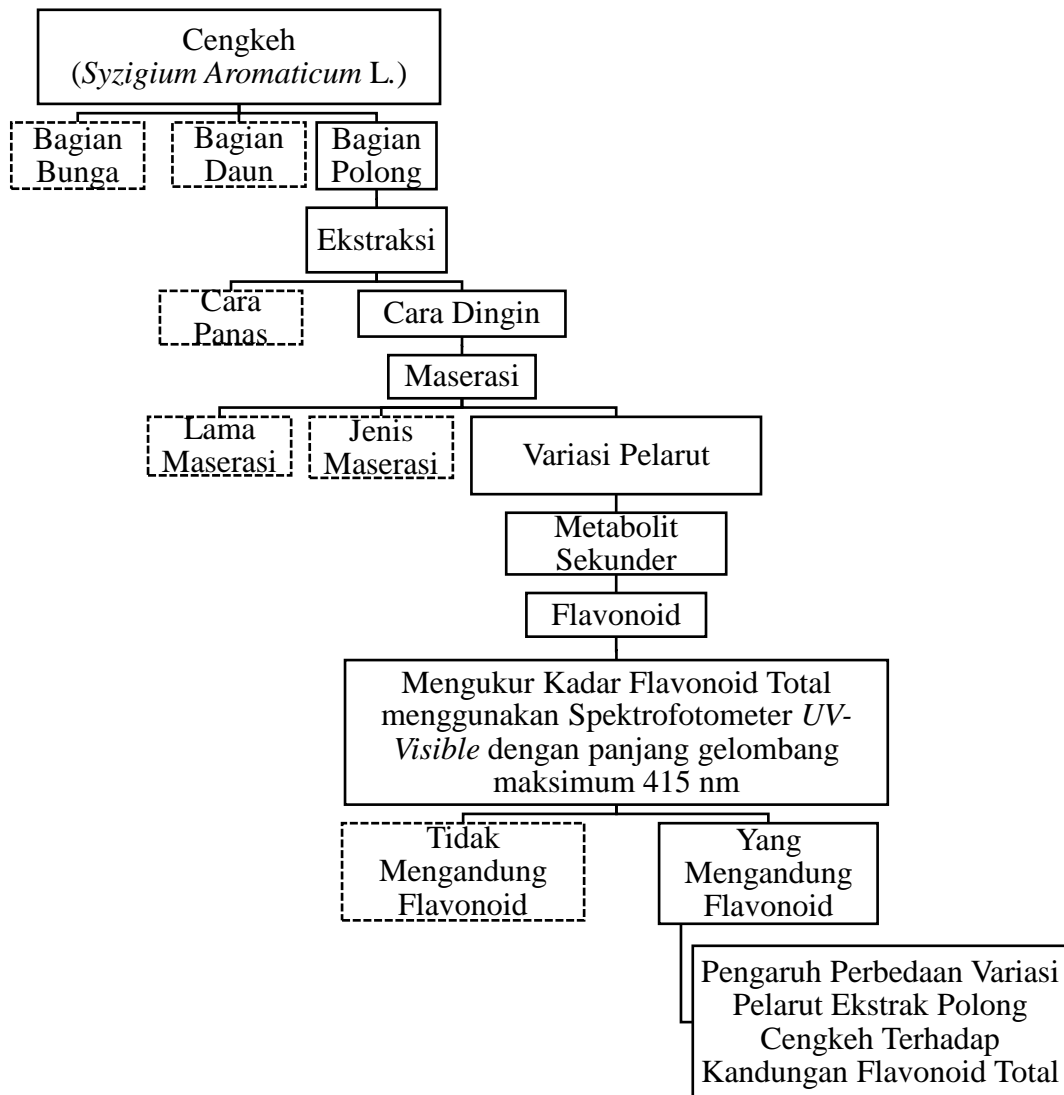 Cengkeh
(Syzigium Aromaticum L.)
Bagian
Bunga
Bagian
Daun
Bagian
Polong
Ekstraksi
Cara
Panas
Cara Dingin
Maserasi
Lama
Maserasi
Jenis
Maserasi
Variasi Pelarut
Metabolit
Sekunder
Flavonoid
Mengukur Kadar Flavonoid Total
menggunakan Spektrofotometer UV-
Visible dengan panjang gelombang
maksimum 415 nm
Tidak
Mengandung
Flavonoid
Yang
Mengandung
Flavonoid
Pengaruh Perbedaan Variasi
Pelarut Ekstrak Polong
Cengkeh Terhadap
Kandungan Flavonoid Total